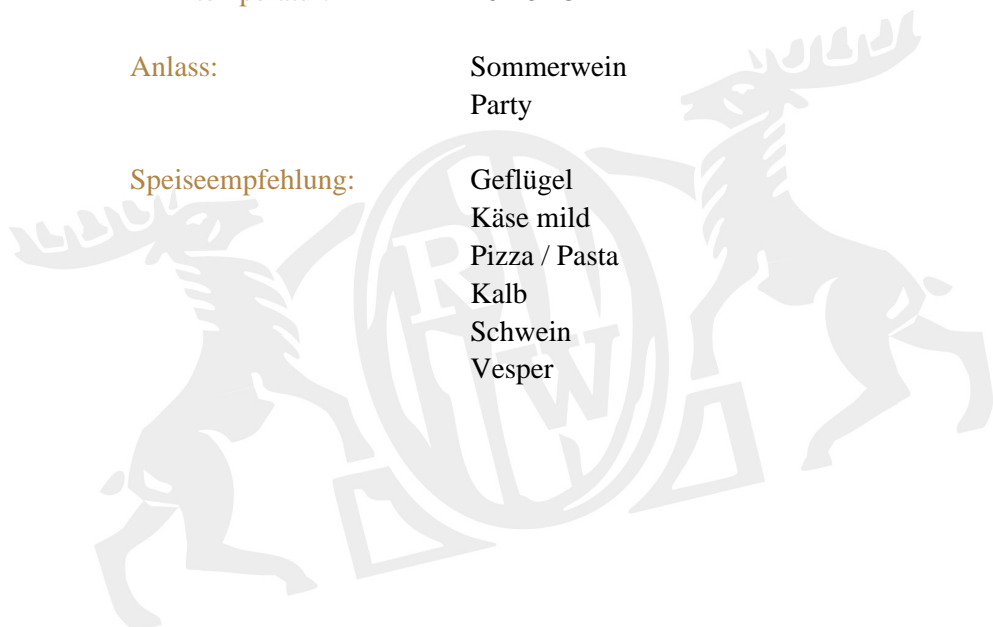 Anlass: Sommerwein
Party
Speiseempfehlung: Geflügel
Käse mild
Pizza / Pasta
Kalb
Schwein
Vesper
R W